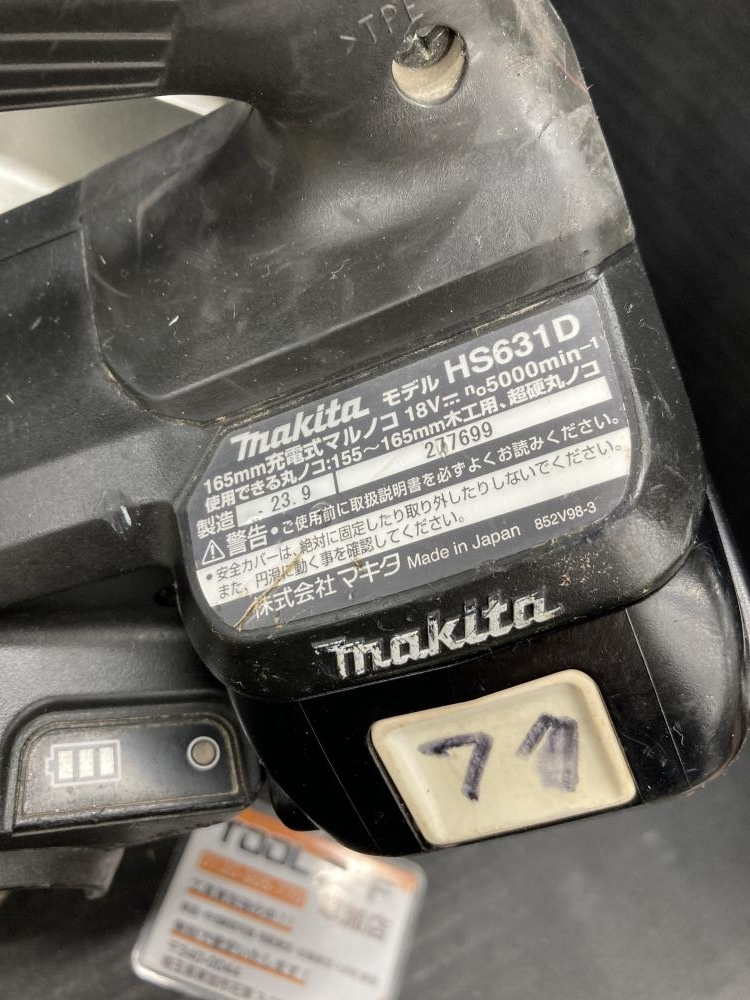 >TPE
makita モデル HS631D
165mm充電式マルノコ 18V⎓ n₀5000min⁻¹
使用できる丸ノコ:155〜165mm木工用、超硬丸ノコ
製造 23.9 277699
⚠警告 ・ご使用前に取扱説明書を必ずよくお読みください。
・安全カバーは、絶対に固定したり取り外したりしないでください。
また、円滑に動く事を確認してください。
株式会社マキタ Made in Japan 852V98-3
makita
TOOL